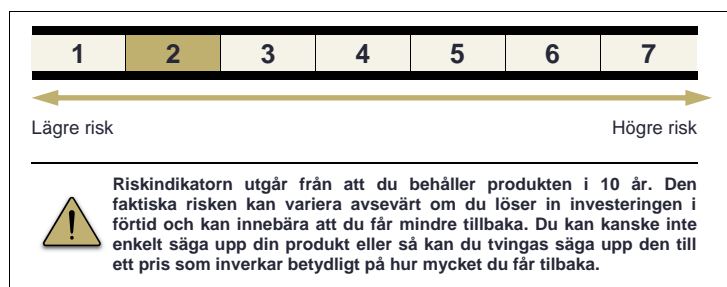 1 2 3 4 5 6 7
Lägre risk Högre risk
Riskindikatorn utgår från att du behåller produkten i 10 år. Den
faktiska risken kan variera avsevärt om du löser in investeringen i
förtid och kan innebära att du får mindre tillbaka. Du kan kanske inte
enkelt säga upp din produkt eller så kan du tvingas säga upp den till
ett pris som inverkar betydligt på hur mycket du får tilbaka.